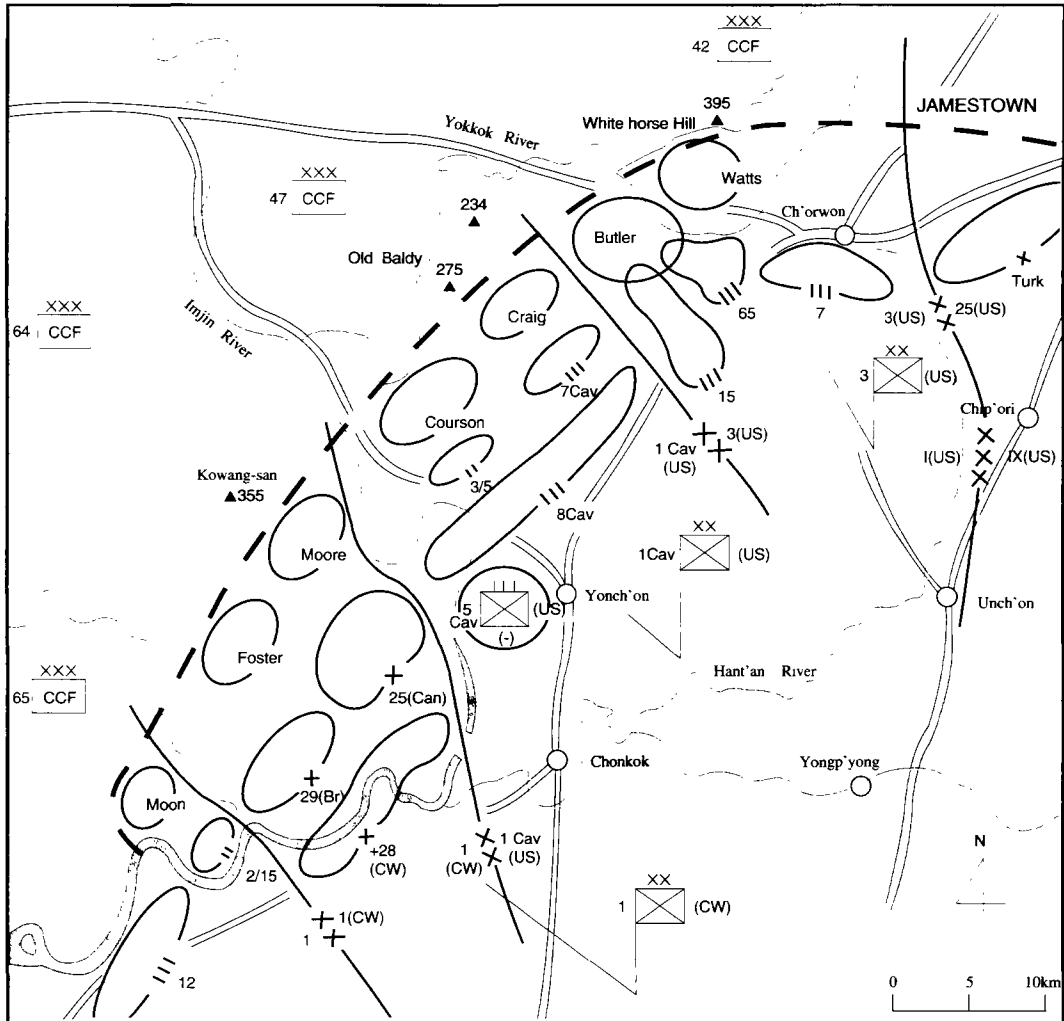 XXX
42 CCF
JAMESTOWN
395
White horse Hill
Yokkok River
Watts
XXX
47 CCF
234
Ch'orwon
Butler
Old Baldy
275
Turk
Craig
XXX
64 CCF
Imjin River
65
7
3(US) 25(US)
XX
3 (US)
7Cav
15
Courson
Chip'ori
3(US)
1 Cav
(US)
I(US) IX(US)
Kowang-san
355
3/5
8Cav
XX
1Cav (US)
Moore
5
Cav
(US)
(-)
Yonch'on
Unch'on
Foster
Hant'an River
XXX
65 CCF
25(Can)
Chonkok
Yongp'yong
29(Br)
Moon
+28
(CW)
1 Cav
(US)
1
(CW)
N
2/15
XX
1 (CW)
1(CW)
1
12
0 5 10km